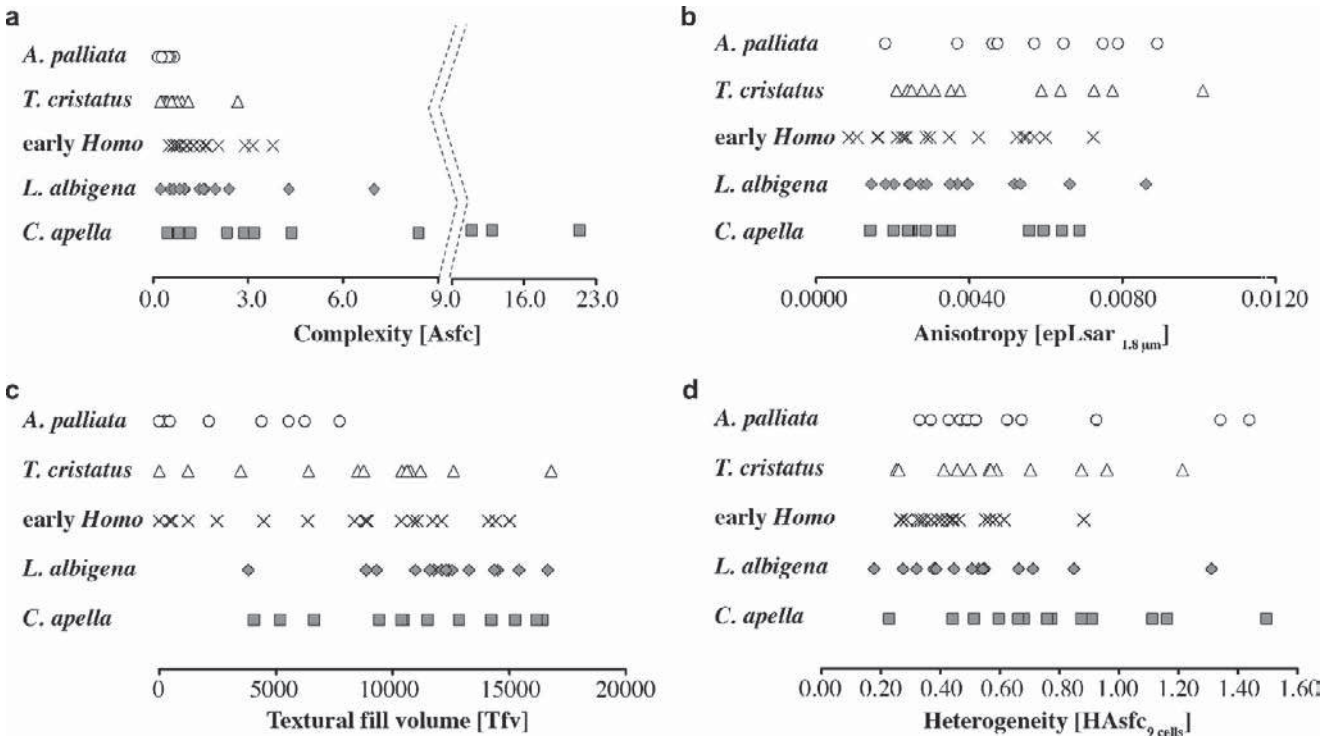 a
A. palliata
T. cristatus
early Homo
L. albigena
C. apella
0.0 3.0 6.0 9.0 9.0 16.0 23.0
Complexity [Asfc]
b
A. palliata
T. cristatus
early Homo
L. albigena
C. apella
0.0000 0.0040 0.0080 0.0120
Anisotropy [epLsar 1.8 μm]
c
A. palliata
T. cristatus
early Homo
L. albigena
C. apella
0 5000 10000 15000 20000
Textural fill volume [Tfv]
d
A. palliata
T. cristatus
early Homo
L. albigena
C. apella
0.00 0.20 0.40 0.60 0.80 1.00 1.20 1.40 1.60
Heterogeneity [HAsfc9 cells]